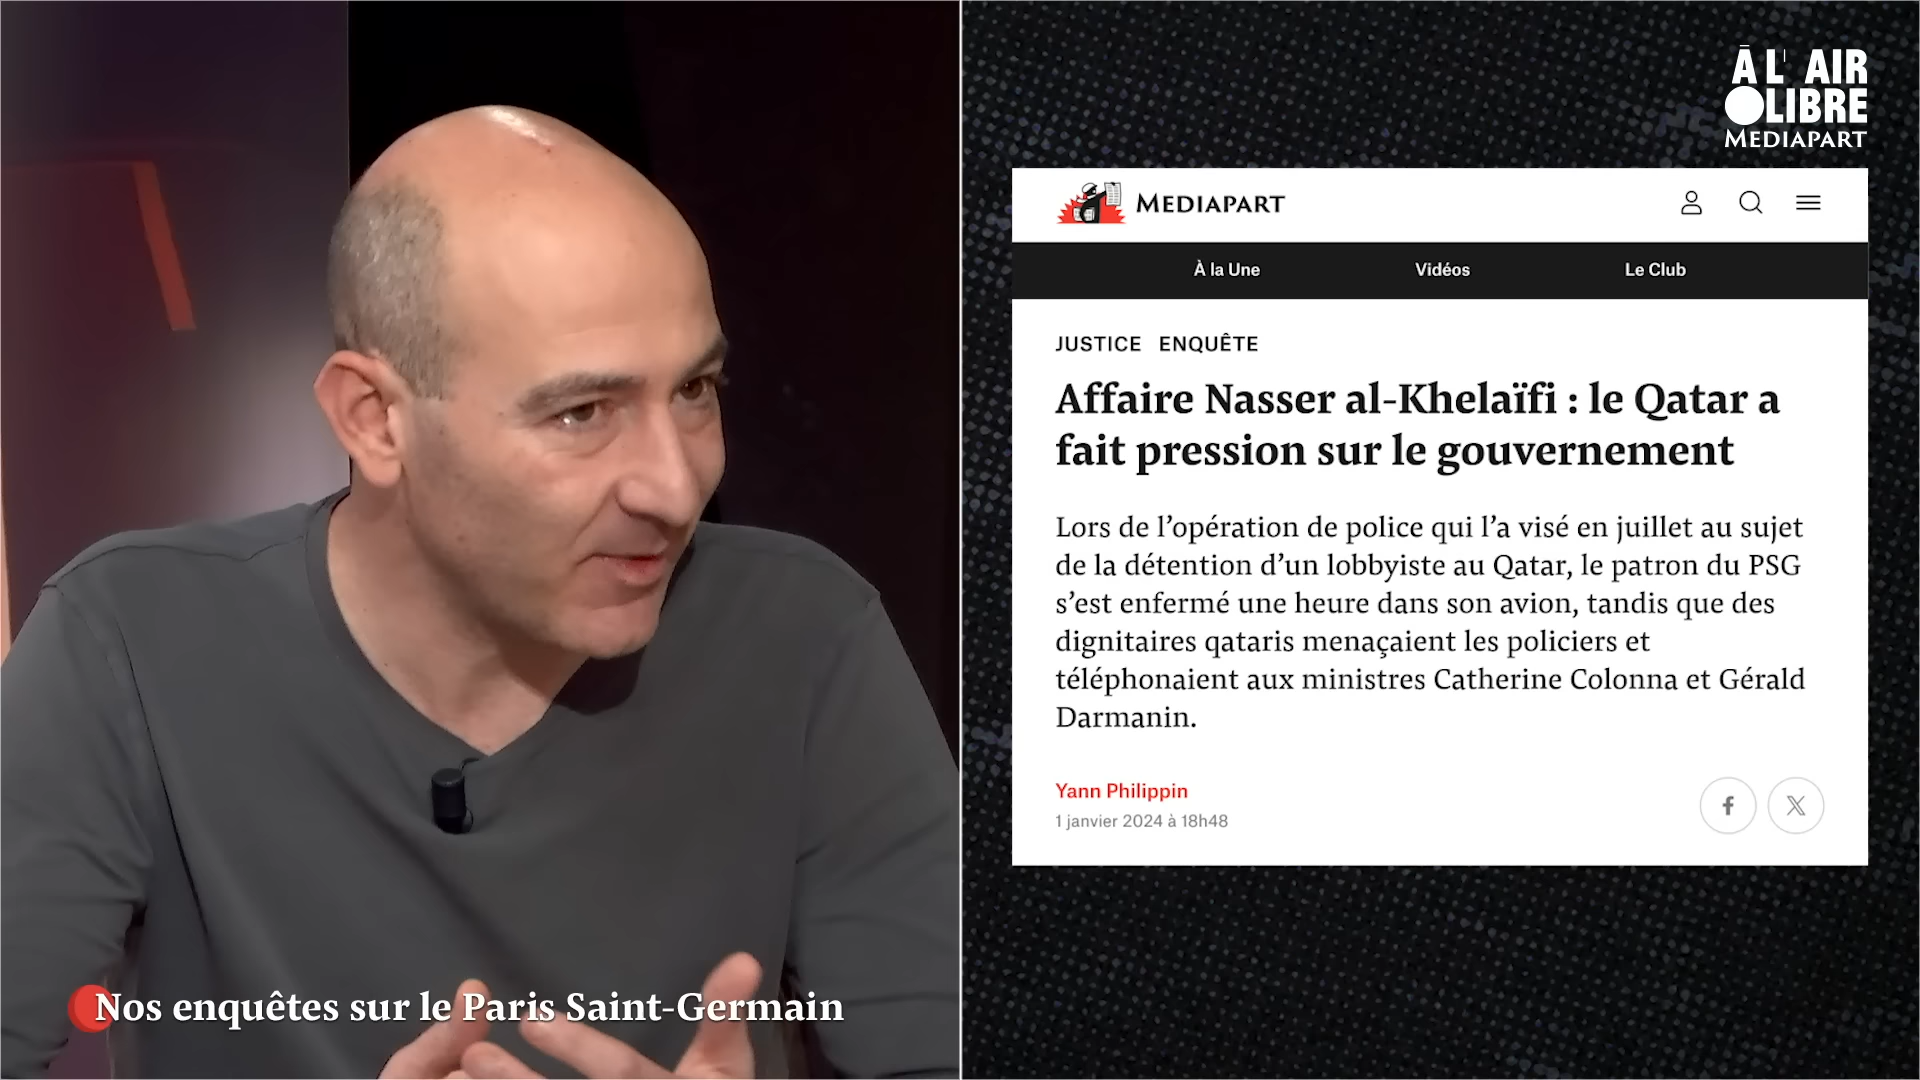 À L' AIR
LIBRE
MEDIAPART
MEDIAPART
À la Une Vidéos Le Club
JUSTICE ENQUÊTE
Affaire Nasser al-Khelaïfi : le Qatar a
fait pression sur le gouvernement
Lors de l’opération de police qui l’a visé en juillet au sujet
de la détention d’un lobbyiste au Qatar, le patron du PSG
s’est enfermé une heure dans son avion, tandis que des
dignitaires qataris menaçaient les policiers et
téléphonaient aux ministres Catherine Colonna et Gérald
Darmanin.
Yann Philippin
1 janvier 2024 à 18h48
Nos enquêtes sur le Paris Saint-Germain